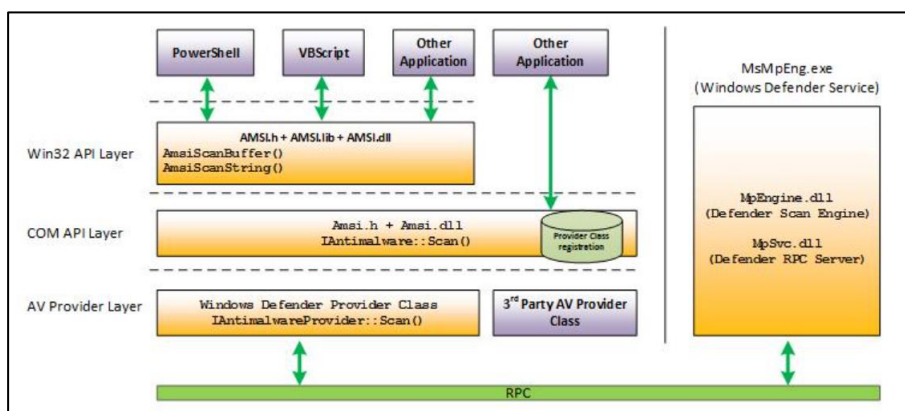 PowerShell
VBScript
Other
Application
Other
Application
MsMpEng.exe
(Windows Defender Service)
Win32 API Layer
AMSI.h + AMSI.lib + AMSI.dll
AmsiScanBuffer()
AmsiScanString()
MpEngine.dll
(Defender Scan Engine)
MpSvc.dll
(Defender RPC Server)
COM API Layer
Amsi.h + Amsi.dll
IAntimalware::Scan()
Provider Class
registration
AV Provider Layer
Windows Defender Provider Class
IAntimalwareProvider::Scan()
3rd Party AV Provider
Class
RPC